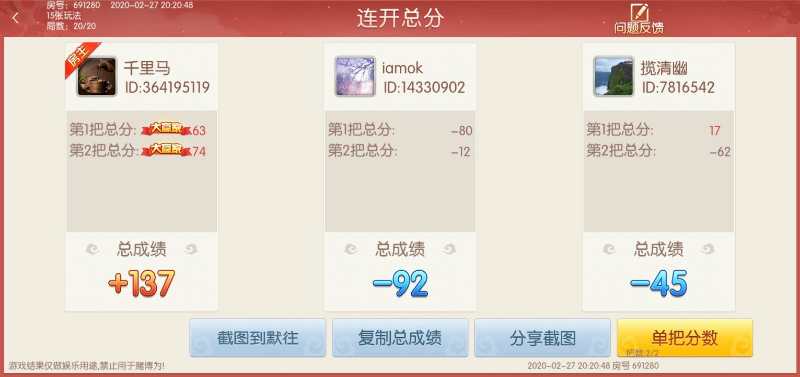 房号: 691280 2020-02-27 20:20:48
15张玩法
局数: 20/20
连开总分
问题反馈
房主
千里马
ID:364195119
第1把总分: 大赢家 63
第2把总分: 大赢家 74
总成绩
+137
iamok
ID:14330902
第1把总分: -80
第2把总分: -12
总成绩
-92
揽清幽
ID:7816542
第1把总分: 17
第2把总分: -62
总成绩
-45
截图到默往
复制总成绩
分享截图
单把分数
把数:2/2
游戏结果仅做娱乐用途,禁止用于赌博为!
2020-02-27 20:20:48 房号 691280